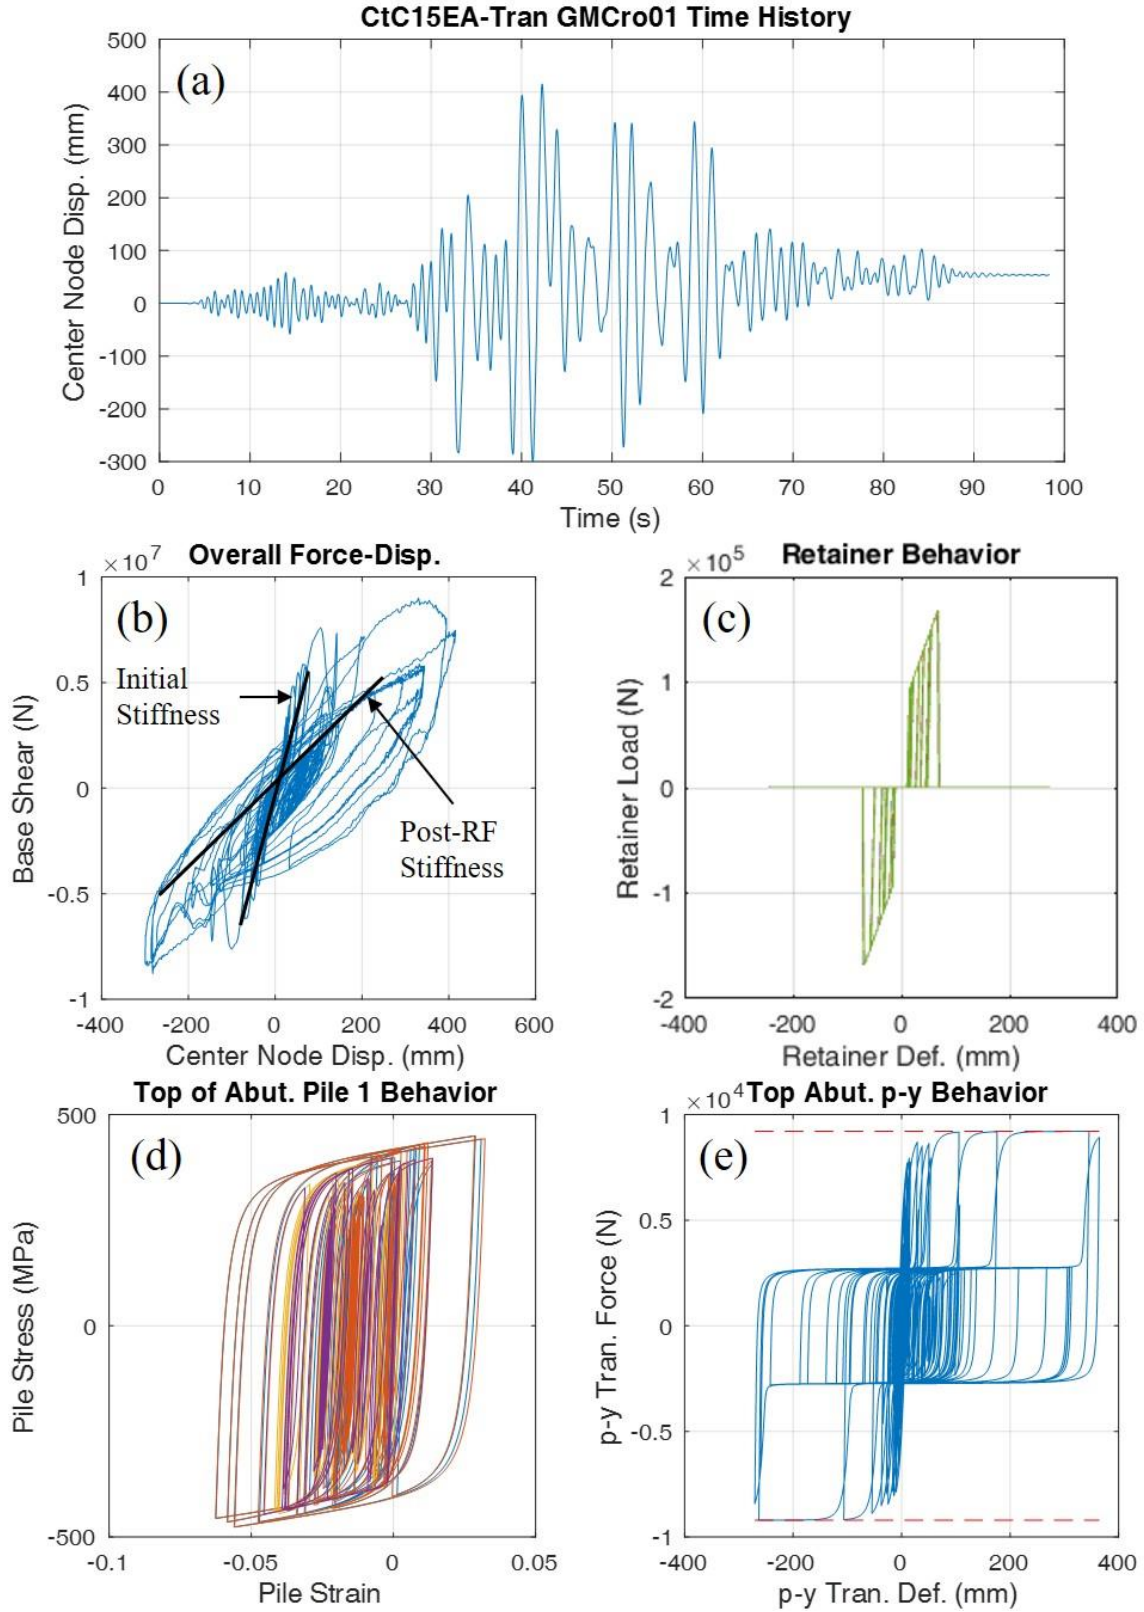 CtC15EA-Tran GMCro01 Time History
(a)
Center Node Disp. (mm)
500
400
300
200
100
0
-100
-200
-300
0 10 20 30 40 50 60 70 80 90 100
Time (s)
Overall Force-Disp.
×10^7
(b)
Initial
Stiffness
Post-RF
Stiffness
Base Shear (N)
1
0.5
0
-0.5
-1
-400 -200 0 200 400 600
Center Node Disp. (mm)
Retainer Behavior
×10^5
(c)
Retainer Load (N)
2
1
0
-1
-2
-400 -200 0 200 400
Retainer Def. (mm)
Top of Abut. Pile 1 Behavior
(d)
Pile Stress (MPa)
500
0
-500
-0.1 -0.05 0 0.05
Pile Strain
×10^4 Top Abut. p-y Behavior
(e)
p-y Tran. Force (N)
1
0.5
0
-0.5
-1
-400 -200 0 200 400
p-y Tran. Def. (mm)